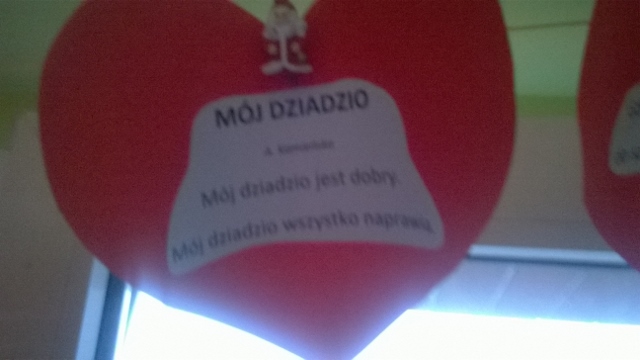 MÓJ DZIADZIO
Mój dziadzio jest dobry.
Mój dziadzio wszystko naprawia.